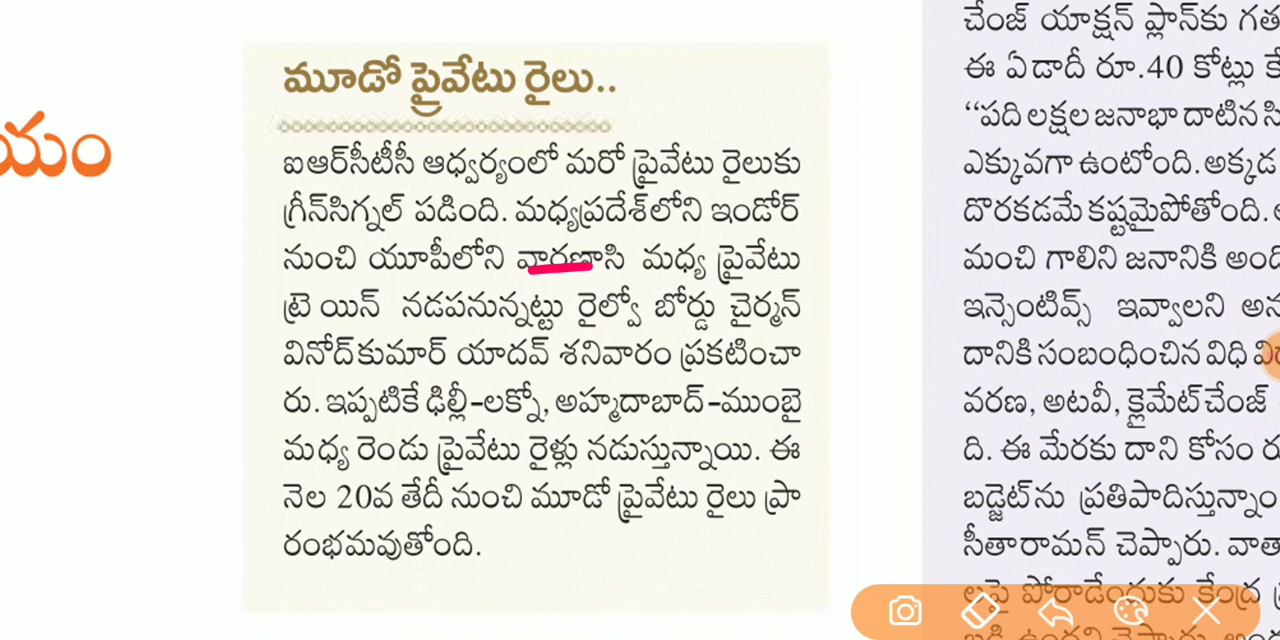 యం
మూడో ప్రైవేటు రైలు..
ఐఆర్‌సీటీసీ ఆధ్వర్యంలో మరో ప్రైవేటు రైలుకు
గ్రీన్‌సిగ్నల్ పడింది. మధ్యప్రదేశ్‌లోని ఇండోర్
నుంచి యూపీలోని వారణాసి మధ్య ప్రైవేటు
ట్రె యిన్ నడపనున్నట్టు రైల్వే బోర్డు చైర్మన్
వినోద్‌కుమార్ యాదవ్ శనివారం ప్రకటించా
రు. ఇప్పటికే ఢిల్లీ-లక్నో, అహ్మదాబాద్-ముంబై
మధ్య రెండు ప్రైవేటు రైళ్లు నడుస్తున్నాయి. ఈ
నెల 20వ తేదీ నుంచి మూడో ప్రైవేటు రైలు ప్రా
రంభమవుతోంది.
చేంజ్ యాక్షన్ ప్లాన్‌కు గత
ఈ ఏడాదీ రూ.40 కోట్లు కే
“పది లక్షల జనాభా దాటిన సి
ఎక్కువగా ఉంటోంది. అక్కడ
దొరకడమే కష్టమైపోతోంది.
మంచి గాలిని జనానికి అంది
ఇన్సెంటివ్స్ ఇవ్వాలని అను
దానికి సంబంధించిన విధి
వరణ, అటవీ, క్లైమేట్‌చేంజ్
ది. ఈ మేరకు దాని కోసం రు
బడ్జెట్‌ను ప్రతిపాదిస్తున్నాం
సీతారామన్ చెప్పారు. వాతా
లపై పోరాడేందుకు కేంద్ర